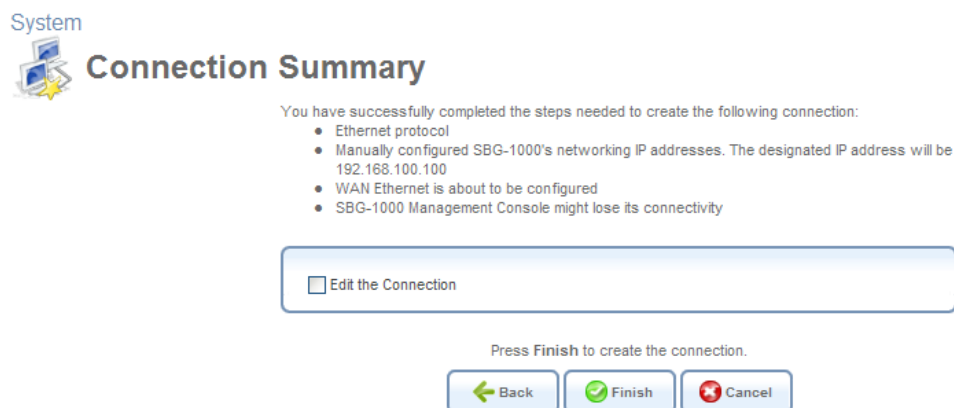 System
Connection Summary
You have successfully completed the steps needed to create the following connection:
● Ethernet protocol
● Manually configured SBG-1000's networking IP addresses. The designated IP address will be
192.168.100.100
● WAN Ethernet is about to be configured
● SBG-1000 Management Console might lose its connectivity
Edit the Connection
Press Finish to create the connection.
Back Finish Cancel